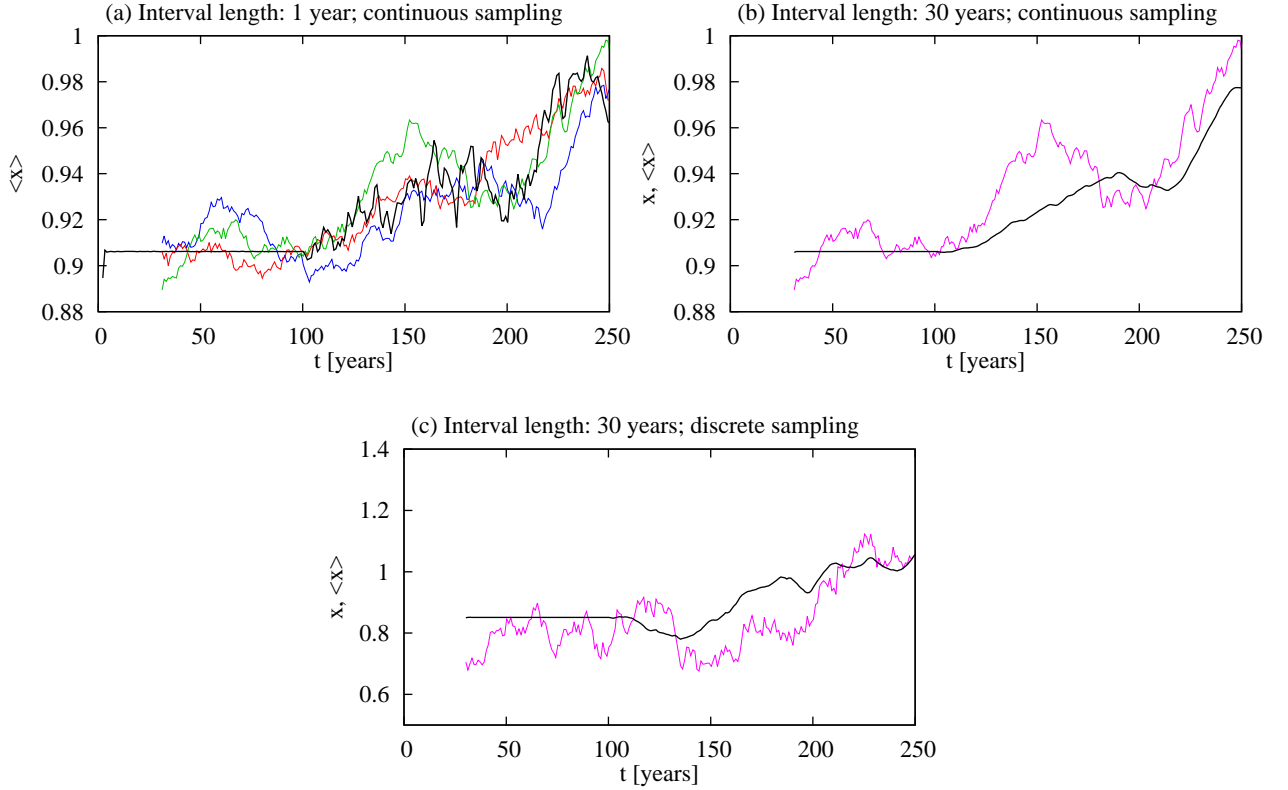 (a) Interval length: 1 year; continuous sampling
1
0.98
0.96
0.94
0.92
0.9
0.88
<x>
0 50 100 150 200 250
t [years]
(b) Interval length: 30 years; continuous sampling
1
0.98
0.96
0.94
0.92
0.9
0.88
x, <x>
0 50 100 150 200 250
t [years]
(c) Interval length: 30 years; discrete sampling
1.4
1.2
1
0.8
0.6
x, <x>
0 50 100 150 200 250
t [years]